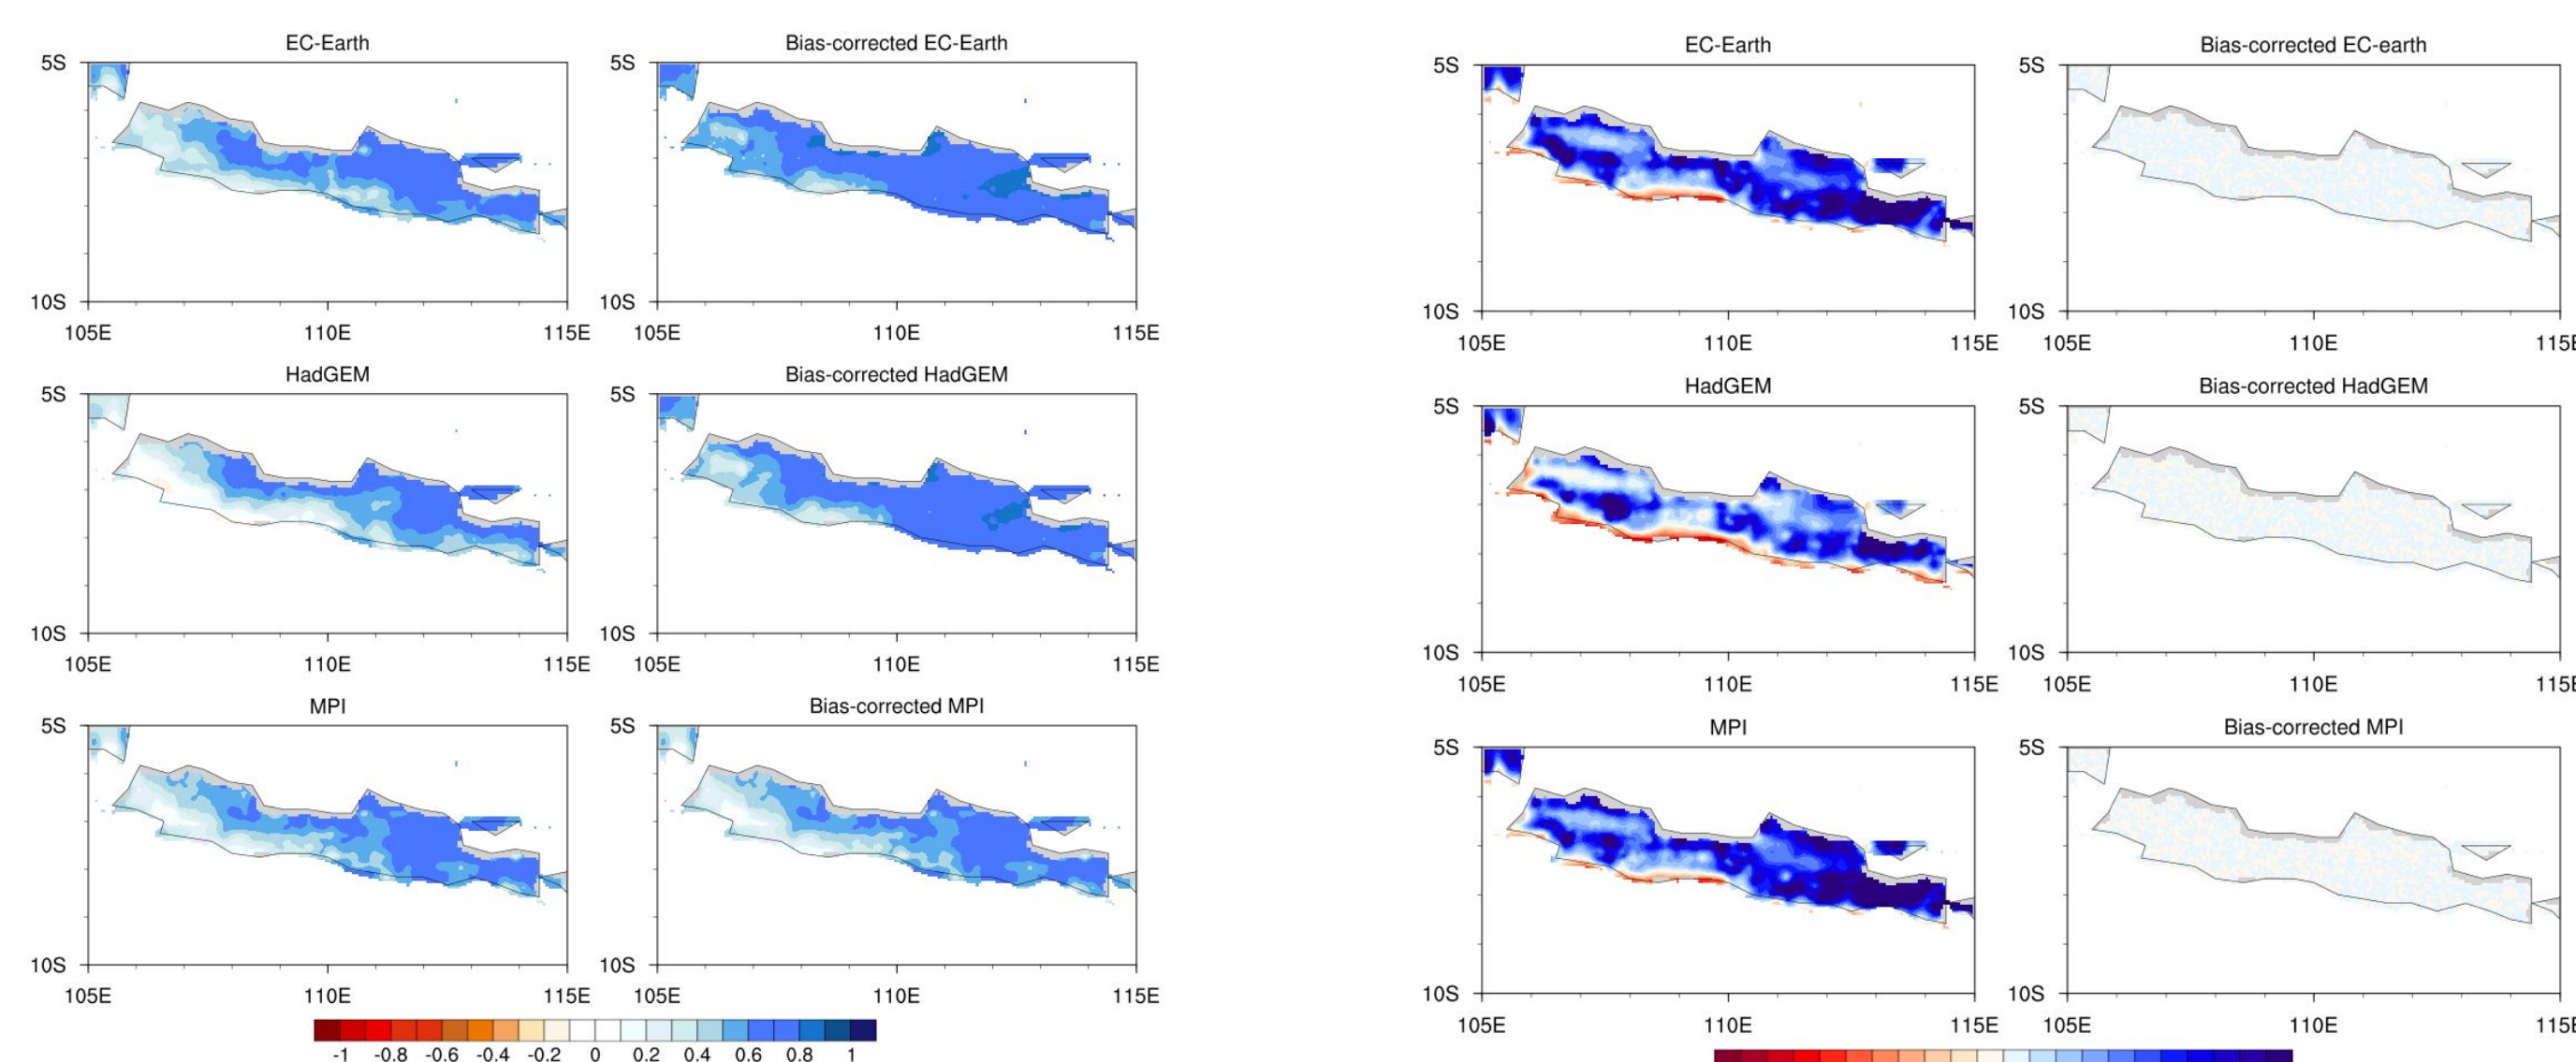 EC-Earth
5S
10S
105E 110E 115E
Bias-corrected EC-Earth
5S
10S
105E 110E 115E
HadGEM
5S
10S
105E 110E 115E
Bias-corrected HadGEM
5S
10S
105E 110E 115E
MPI
5S
10S
105E 110E 115E
Bias-corrected MPI
5S
10S
105E 110E 115E
-1 -0.8 -0.6 -0.4 -0.2 0 0.2 0.4 0.6 0.8 1
EC-Earth
5S
10S
105E 110E 115E
Bias-corrected EC-earth
5S
10S
105E 110E
HadGEM
5S
10S
105E 110E 115E
Bias-corrected HadGEM
5S
10S
105E 110E
MPI
5S
10S
105E 110E 115E
Bias-corrected MPI
5S
10S
105E 110E